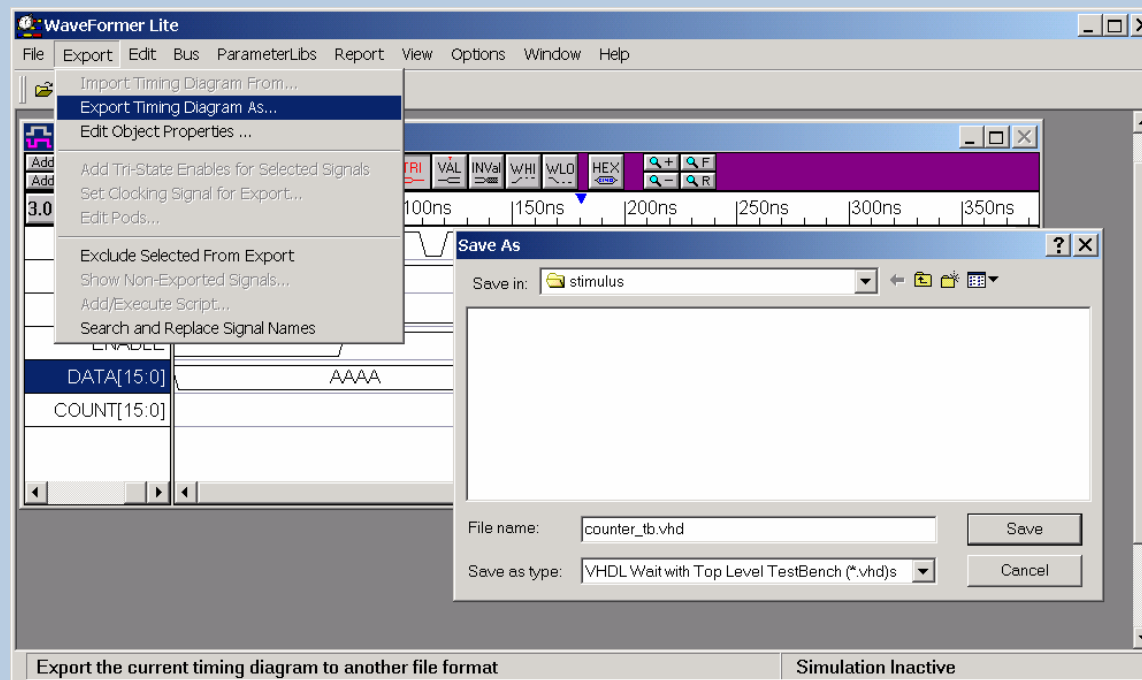 WaveFormer Lite
File Export Edit Bus ParameterLibs Report View Options Window Help
Import Timing Diagram From...
Export Timing Diagram As...
Edit Object Properties ...
Add Tri-State Enables for Selected Signals
Set Clocking Signal for Export...
Edit Pods...
Exclude Selected From Export
Show Non-Exported Signals...
Add/Execute Script...
Search and Replace Signal Names
Add
Add
TRI VAL INVal WHI WLO HEX + F
- R
3.0 100ns 150ns 200ns 250ns 300ns 350ns
ENABLE
DATA[15:0] AAAA
COUNT[15:0]
Save As
Save in: stimulus
File name: counter_tb.vhd Save
Save as type: VHDL Wait with Top Level TestBench (*.vhd)s Cancel
Export the current timing diagram to another file format Simulation Inactive